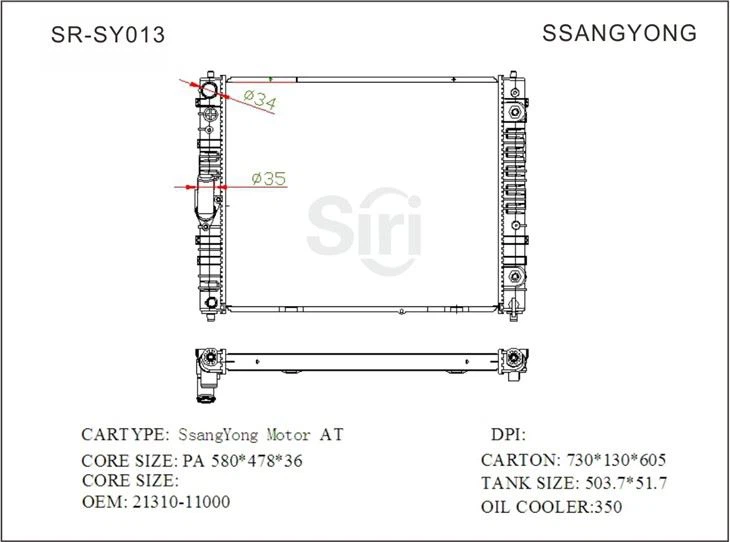 SR-SY013
SSANGYONG
ø34
ø35
Siri
CARTYPE: SsangYong Motor AT
DPI:
CORE SIZE: PA 580*478*36
CARTON: 730*130*605
CORE SIZE:
TANK SIZE: 503.7*51.7
OEM: 21310-11000
OIL COOLER:350